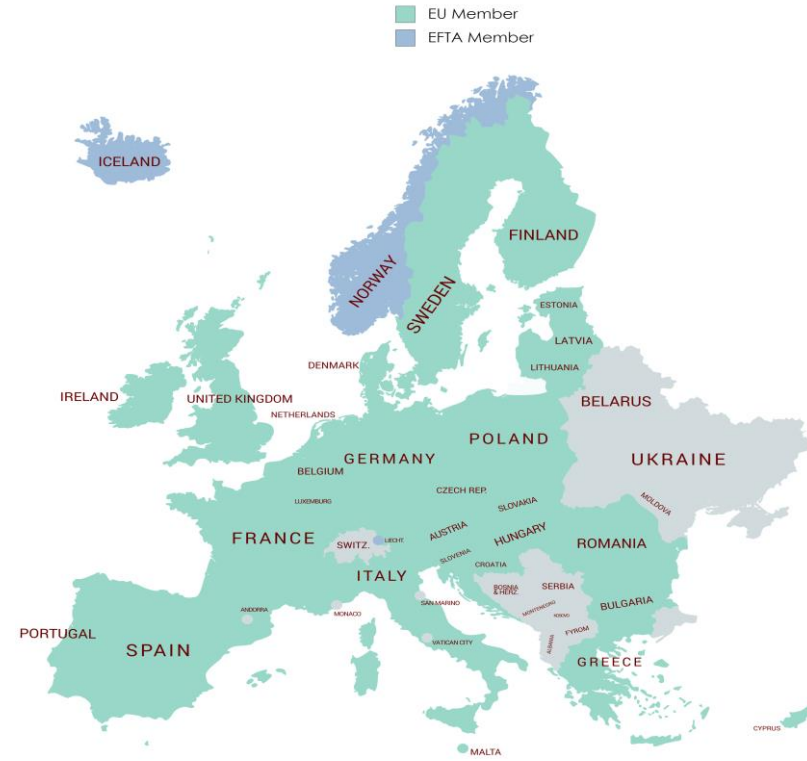 EU Member
EFTA Member
ICELAND
FINLAND
NORWAY
SWEDEN
ESTONIA
LATVIA
DENMARK
LITHUANIA
IRELAND
UNITED KINGDOM
BELARUS
NETHERLANDS
POLAND
GERMANY
UKRAINE
BELGIUM
CZECH REP.
LUXEMBURG
SLOVAKIA
MOLDOVA
AUSTRIA
HUNGARY
FRANCE
SWITZ.
LIECHT.
ROMANIA
SLOVENIA
CROATIA
ITALY
BOSNIA
& HERZ.
SERBIA
SAN MARINO
ANDORRA
MONACO
MONTENEGRO
KOSOVO
BULGARIA
PORTUGAL
SPAIN
VATICAN CITY
ALBANIA
FYROM
GREECE
CYPRUS
MALTA